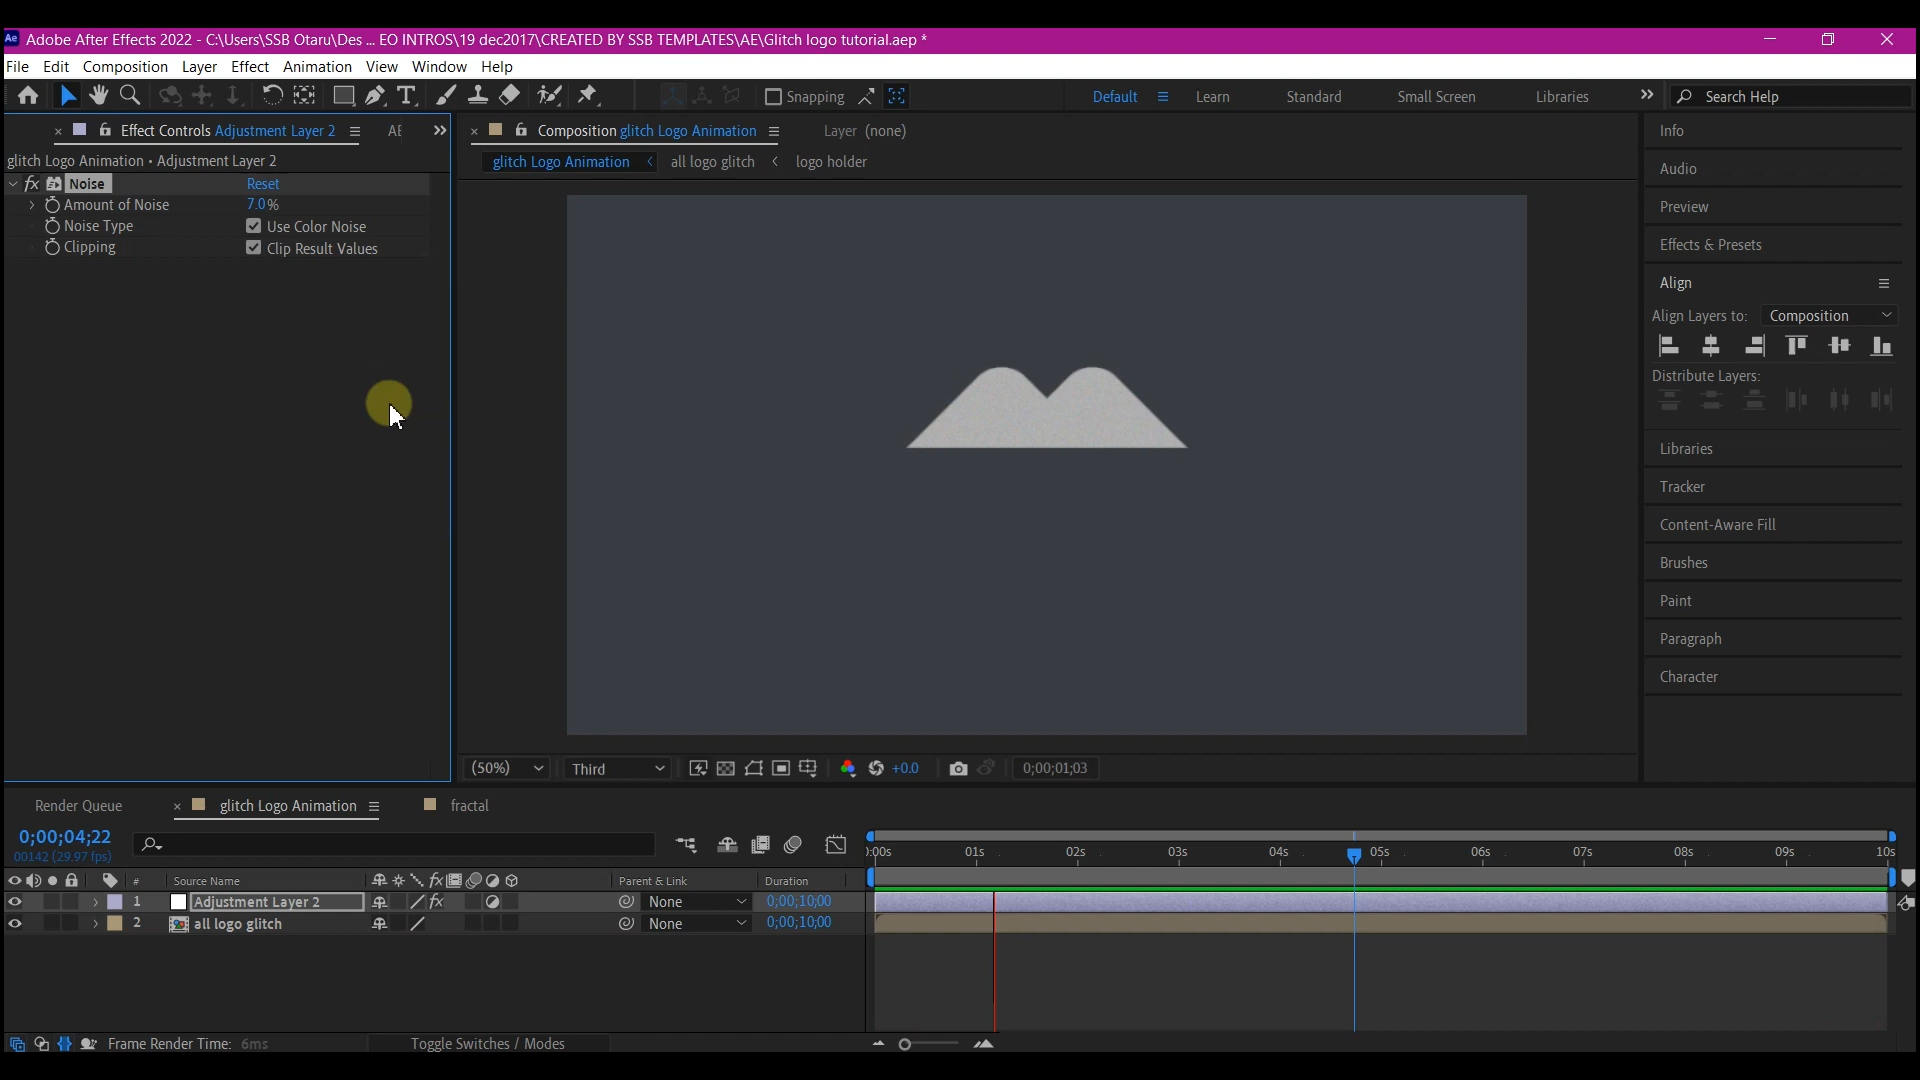 Ae Adobe After Effects 2022 - C:\Users\SSB Otaru\Des ... EO INTROS\19 dec2017\CREATED BY SSB TEMPLATES\AE\Glitch logo tutorial.aep *
File Edit Composition Layer Effect Animation View Window Help
Snapping Default Learn Standard Small Screen Libraries Search Help
Effect Controls Adjustment Layer 2
Composition glitch Logo Animation Layer (none)
glitch Logo Animation • Adjustment Layer 2
glitch Logo Animation all logo glitch logo holder
fx Noise Reset
Amount of Noise 7.0%
Noise Type Use Color Noise
Clipping Clip Result Values
Info
Audio
Preview
Effects & Presets
Align
Align Layers to: Composition
Distribute Layers:
Libraries
Tracker
Content-Aware Fill
Brushes
Paint
Paragraph
Character
(50%) Third +0.0 0;00;01;03
Render Queue glitch Logo Animation fractal
0;00;04;22
00142 (29.97 fps)
:00s 01s 02s 03s 04s 05s 06s 07s 08s 09s 10s
# Source Name fx Parent & Link Duration
1 Adjustment Layer 2 fx None 0;00;10;00
2 all logo glitch None 0;00;10;00
Frame Render Time: 6ms Toggle Switches / Modes